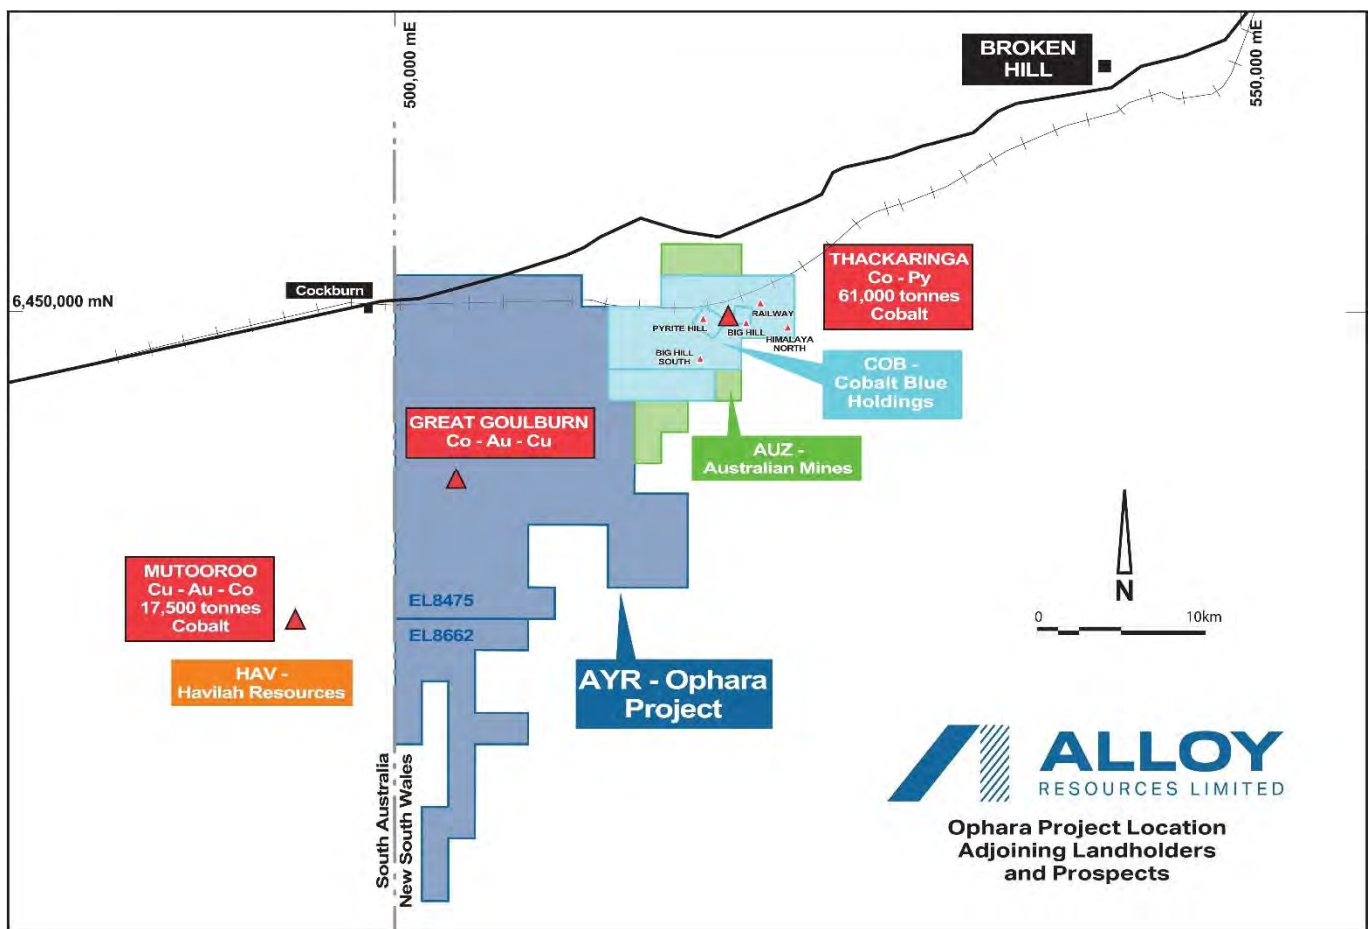 500,000 mE
BROKEN
HILL
550,000 mE
Cockburn
6,450,000 mN
THACKARINGA
Co - Py
61,000 tonnes
Cobalt
RAILWAY
PYRITE HILL
BIG HILL
HIMALAYA
NORTH
BIG HILL
SOUTH
COB -
Cobalt Blue
Holdings
GREAT GOULBURN
Co - Au - Cu
AUZ -
Australian Mines
MUTOOROO
Cu - Au - Co
17,500 tonnes
Cobalt
EL8475
EL8662
N
0 10km
HAV -
Havilah Resources
AYR - Ophara
Project
South Australia
New South Wales
ALLOY
RESOURCES LIMITED
Ophara Project Location
Adjoining Landholders
and Prospects